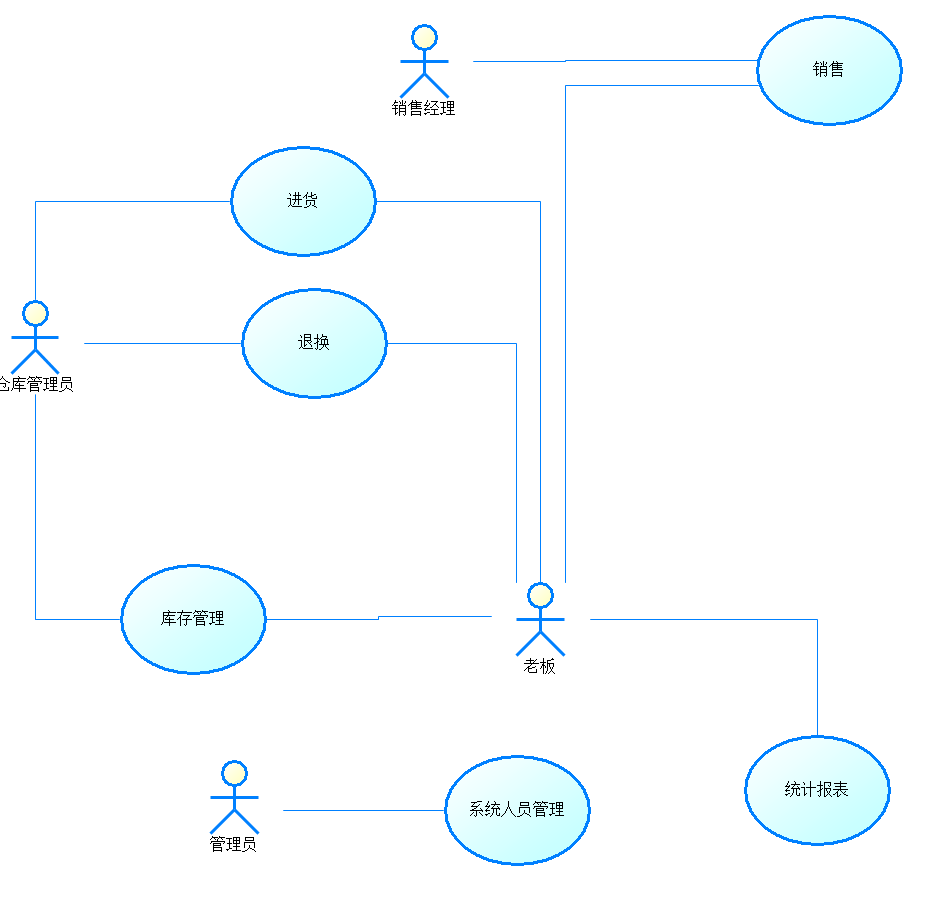 销售
销售经理
进货
退换
仓库管理员
库存管理
老板
统计报表
系统人员管理
管理员